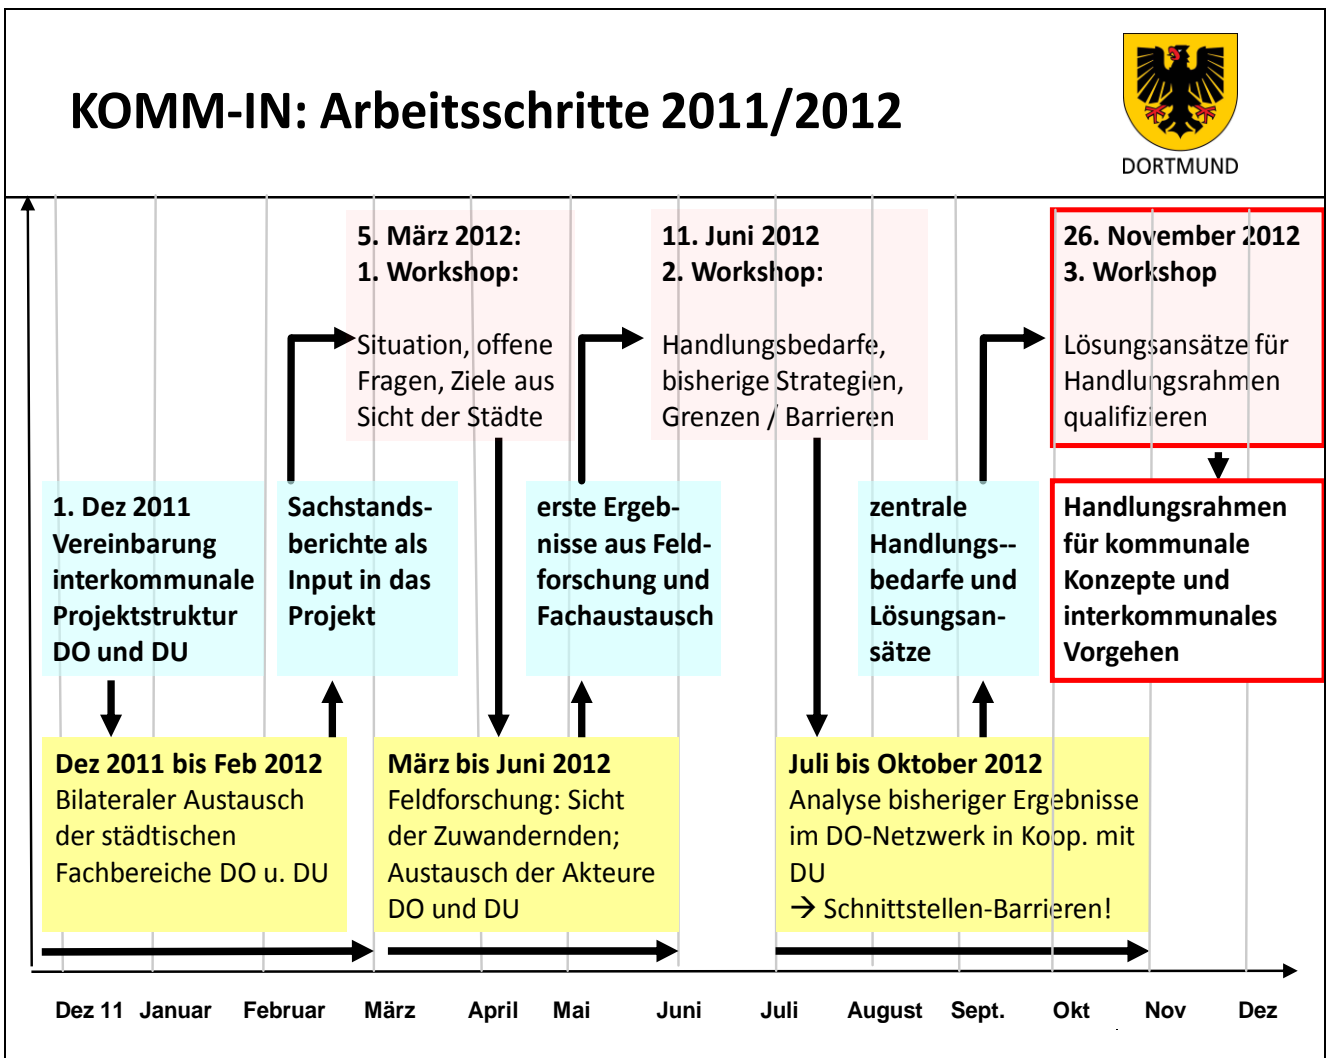 KOMM-IN: Arbeitsschritte 2011/2012
DORTMUND
5. März 2012:
1. Workshop:
Situation, offene
Fragen, Ziele aus
Sicht der Städte
11. Juni 2012
2. Workshop:
Handlungsbedarfe,
bisherige Strategien,
Grenzen / Barrieren
26. November 2012
3. Workshop
Lösungsansätze für
Handlungsrahmen
qualifizieren
1. Dez 2011
Vereinbarung
interkommunale
Projektstruktur
DO und DU
Sachstands-
berichte als
Input in das
Projekt
erste Ergeb-
nisse aus Feld-
forschung und
Fachaustausch
zentrale
Handlungs--
bedarfe und
Lösungsan-
sätze
Handlungsrahmen
für kommunale
Konzepte und
interkommunales
Vorgehen
Dez 2011 bis Feb 2012
Bilateraler Austausch
der städtischen
Fachbereiche DO u. DU
März bis Juni 2012
Feldforschung: Sicht
der Zuwandernden;
Austausch der Akteure
DO und DU
Juli bis Oktober 2012
Analyse bisheriger Ergebnisse
im DO-Netzwerk in Koop. mit
DU
→ Schnittstellen-Barrieren!
Dez 11 Januar Februar März April Mai Juni Juli August Sept. Okt Nov Dez